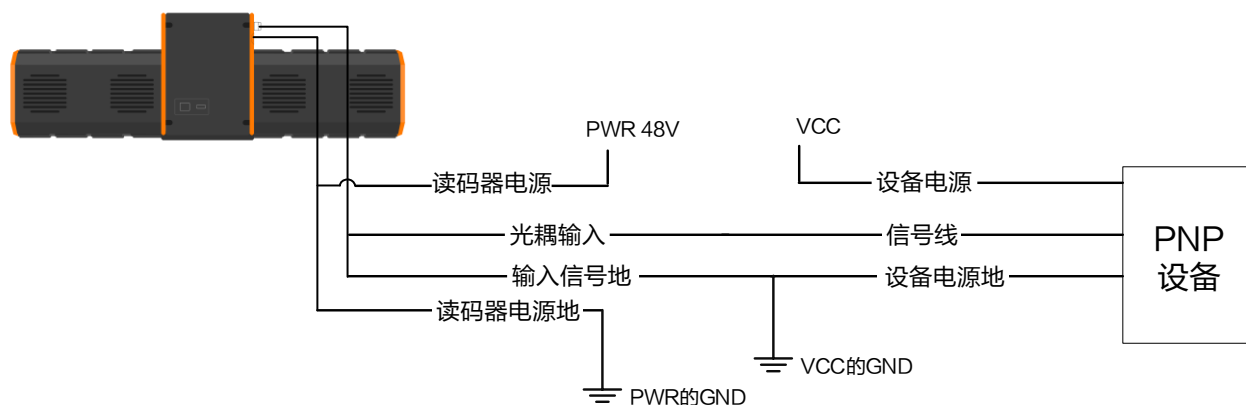 PWR 48V
VCC
读码器电源
设备电源
光耦输入
信号线
PNP
设备
输入信号地
设备电源地
读码器电源地
VCC的GND
PWR的GND